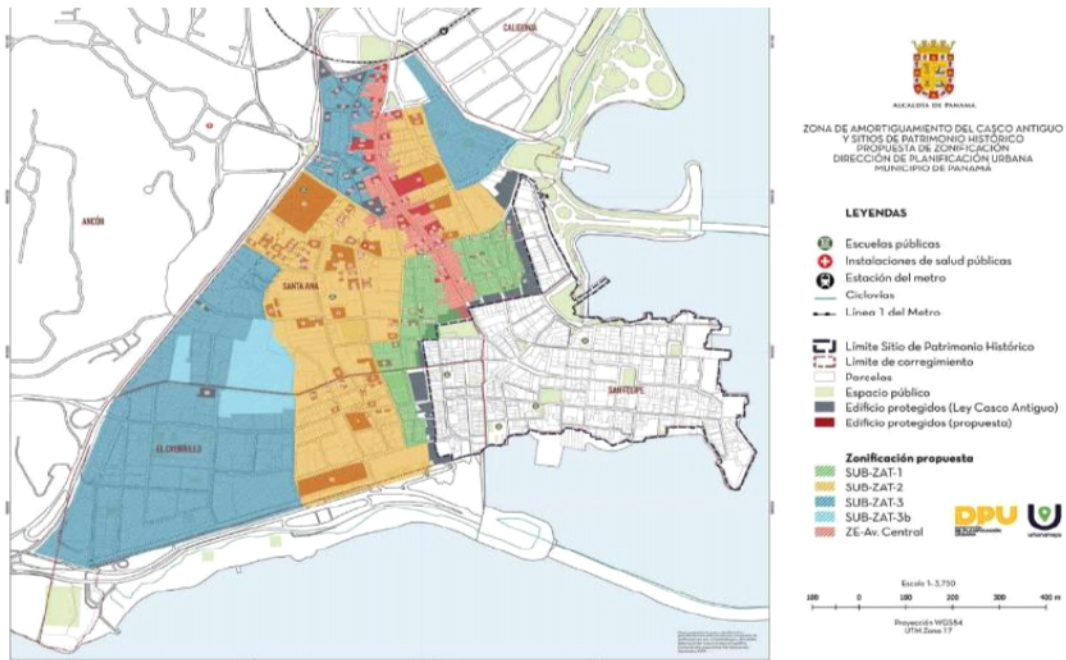 CALIDONIA
ANCÓN
SANTA ANA
EL CHORRILLO
SAN FELIPE
ALCALDÍA DE PANAMÁ
ZONA DE AMORTIGUAMIENTO DEL CASCO ANTIGUO
Y SITIOS DE PATRIMONIO HISTÓRICO
PROPUESTA DE ZONIFICACIÓN
DIRECCIÓN DE PLANIFICACIÓN URBANA
MUNICIPIO DE PANAMÁ
LEYENDAS
Escuelas públicas
Instalaciones de salud públicas
Estación del metro
Ciclovías
Línea 1 del Metro
Límite Sitio de Patrimonio Histórico
Límite de corregimiento
Parcelas
Espacio público
Edificio protegidos (Ley Casco Antiguo)
Edificio protegidos (propuesta)
Zonificación propuesta
SUB-ZAT-1
SUB-ZAT-2
SUB-ZAT-3
SUB-ZAT-3b
ZE-Av. Central
DPU
Escala 1:3,750
100 0 100 200 300 400 m
Proyección WGS84
UTM Zona 17